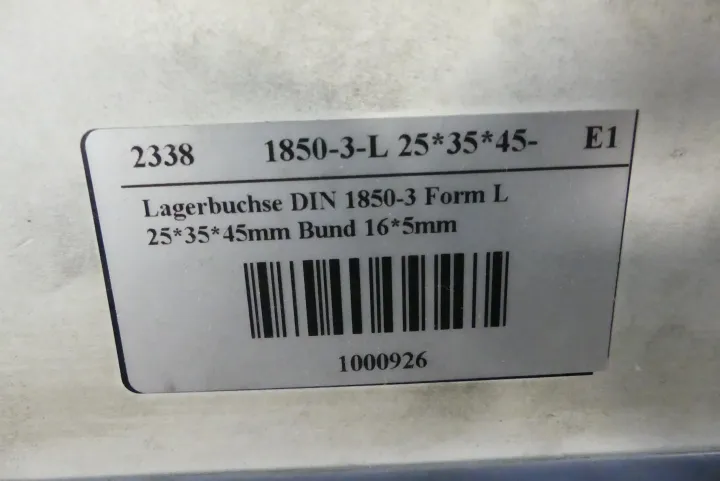 2338 1850-3-L 25*35*45- E1
Lagerbuchse DIN 1850-3 Form L
25*35*45mm Bund 16*5mm
1000926